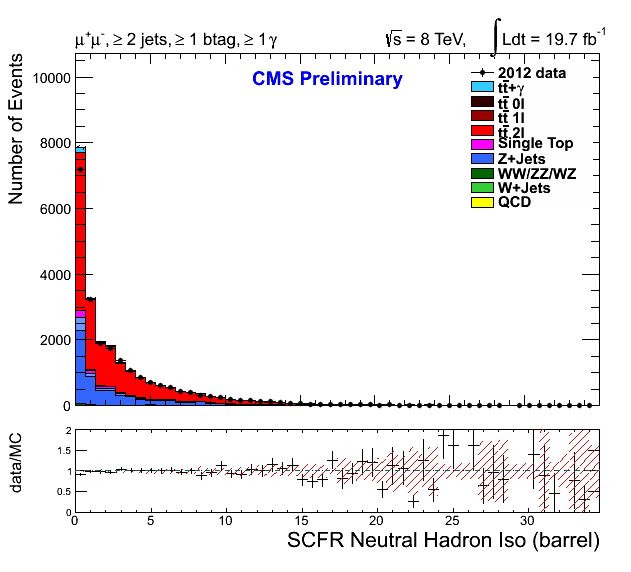 μ⁺μ⁻, ≥ 2 jets, ≥ 1 btag, ≥ 1 γ
√s = 8 TeV, ∫ Ldt = 19.7 fb⁻¹
CMS Preliminary
2012 data
tt̄+γ
tt̄ 0l
tt̄ 1l
tt̄ 2l
Single Top
Z+Jets
WW/ZZ/WZ
W+Jets
QCD
Number of Events
10000
8000
6000
4000
2000
0
data/MC
2
1.5
1
0.5
0
0 5 10 15 20 25 30
SCFR Neutral Hadron Iso (barrel)